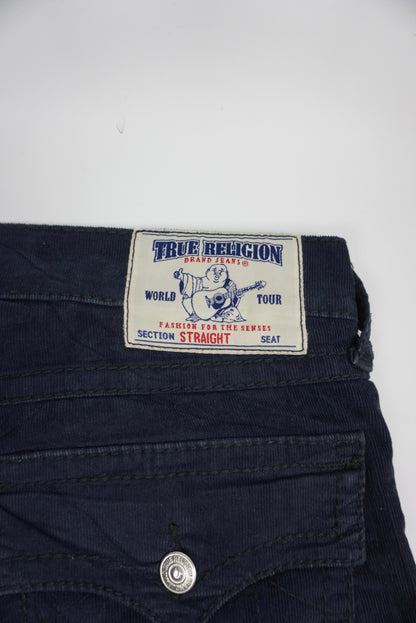 TRUE RELIGION
BRAND JEANS®
WORLD TOUR
FASHION FOR THE SENSES
SECTION STRAIGHT SEAT